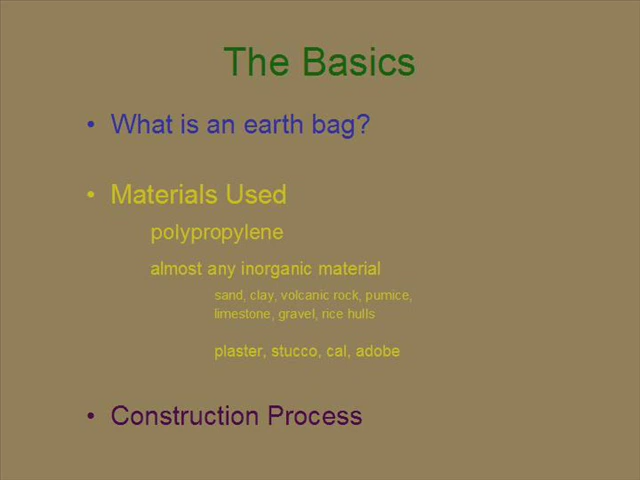 The Basics
• What is an earth bag?
• Materials Used
polypropylene
almost any inorganic material
sand, clay, volcanic rock, pumice,
limestone, gravel, rice hulls
plaster, stucco, cal, adobe
• Construction Process